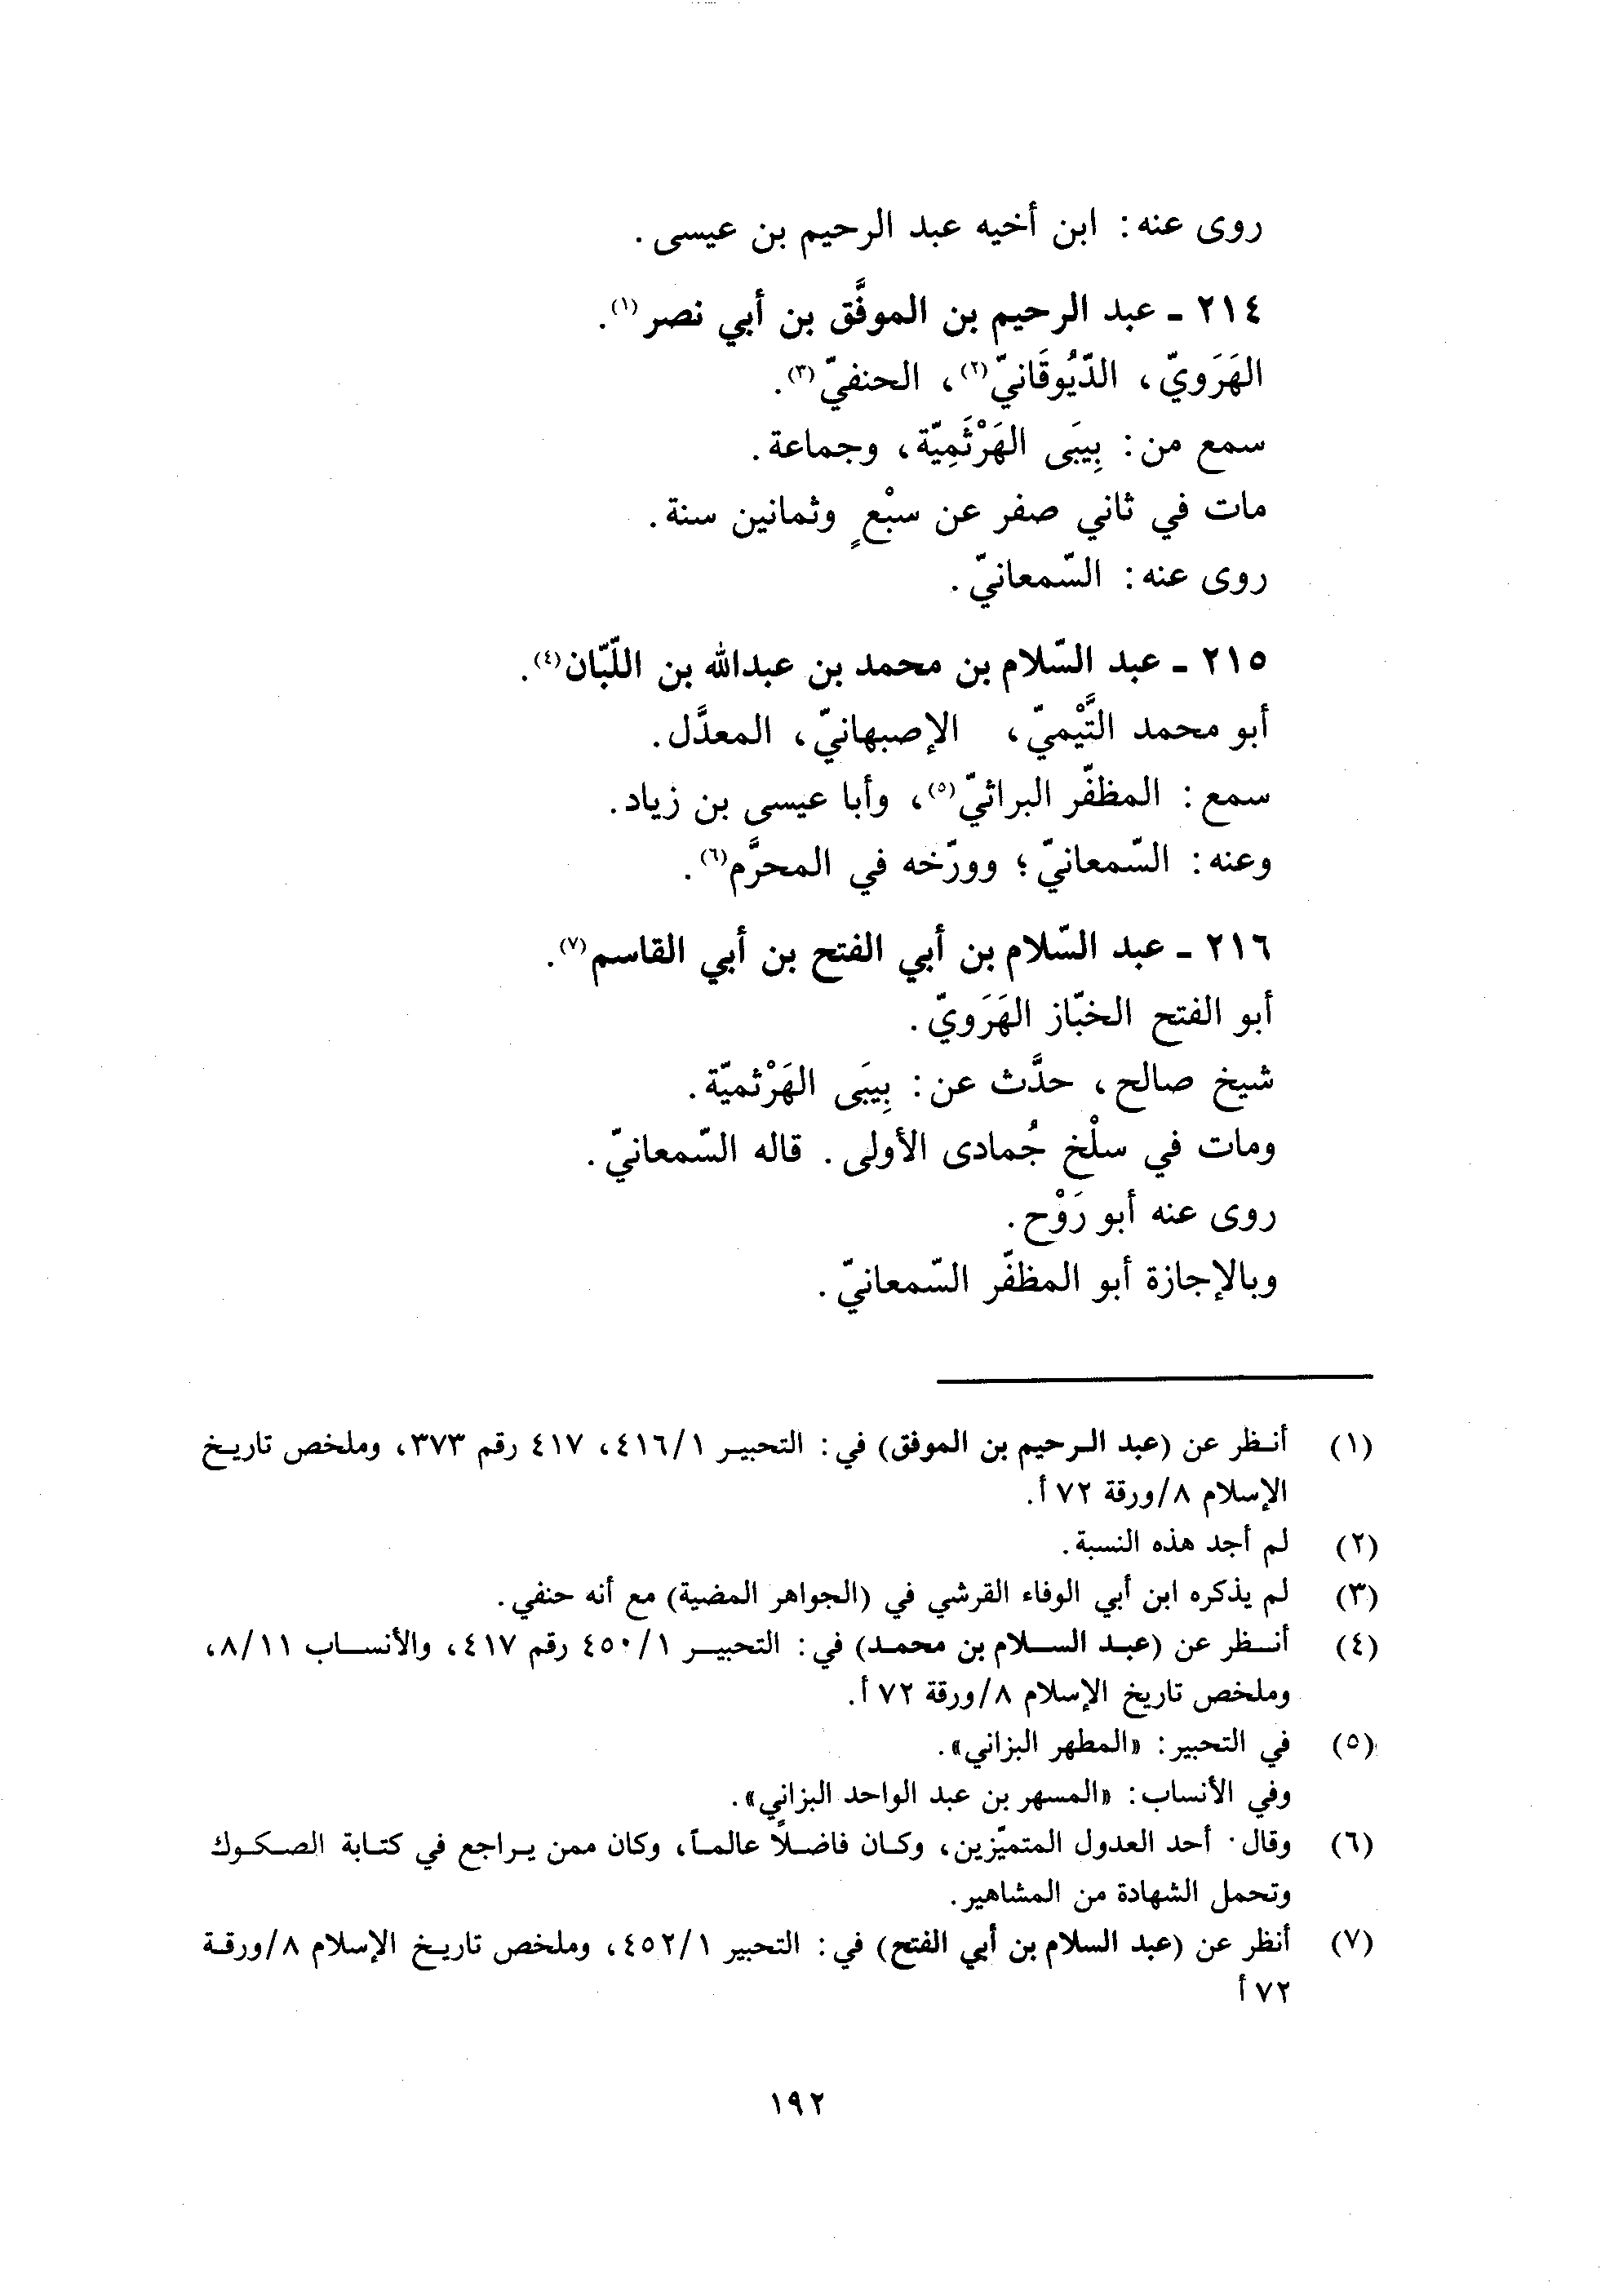 روى عنه: ابن أخيه عبد الرحيم بن عيسى.
٢١٤ - عبد الرحيم بن الموفَّق بن أبي نصر(١).
الهَرَويّ، الدّيُوقَانيّ(٢)، الحنفيّ(٣).
سمع من: بِيبَى الهَرْثَمِيّة، وجماعة.
مات في ثاني صفر عن سبْعٍ وثمانين سنة.
روى عنه: السّمعانيّ.
٢١٥ - عبد السّلام بن محمد بن عبدالله بن اللّبّان(٤).
أبو محمد التَّيْميّ، الإصبهانيّ، المعدَّل.
سمع: المظفّر البراثيّ(٥)، وأبا عيسى بن زياد.
وعنه: السّمعانيّ؛ وورّخه في المحرَّم(٦).
٢١٦ - عبد السّلام بن أبي الفتح بن أبي القاسم(٧).
أبو الفتح الخبّاز الهَرَويّ.
شيخ صالح، حدَّث عن: بِيبَى الهَرْثميّة.
ومات في سلْخ جُمادى الأولى. قاله السّمعانيّ.
روى عنه أبو رَوْح.
وبالإجازة أبو المظفّر السّمعانيّ.
(١) أنظر عن (عبد الرحيم بن الموفق) في: التحبير ٤١٦/١، ٤١٧ رقم ٣٧٣، وملخص تاريخ
الإسلام ٨/ورقة ٧٢ أ.
(٢) لم أجد هذه النسبة.
(٣) لم يذكره ابن أبي الوفاء القرشي في (الجواهر المضية) مع أنه حنفي.
(٤) أنظر عن (عبد السلام بن محمد) في: التحبير ٤٥٠/١ رقم ٤١٧، والأنساب ٨/١١،
وملخص تاريخ الإسلام ٨/ورقة ٧٢ أ.
(٥) في التحبير: «المطهر البزاني».
وفي الأنساب: «المسهر بن عبد الواحد البزاني».
(٦) وقال: أحد العدول المتميّزين، وكان فاضلاً عالماً، وكان ممن يراجع في كتابة الصكوك
وتحمل الشهادة من المشاهير.
(٧) أنظر عن (عبد السلام بن أبي الفتح) في: التحبير ٤٥٢/١، وملخص تاريخ الإسلام ٨/ورقة
٧٢ أ
١٩٢